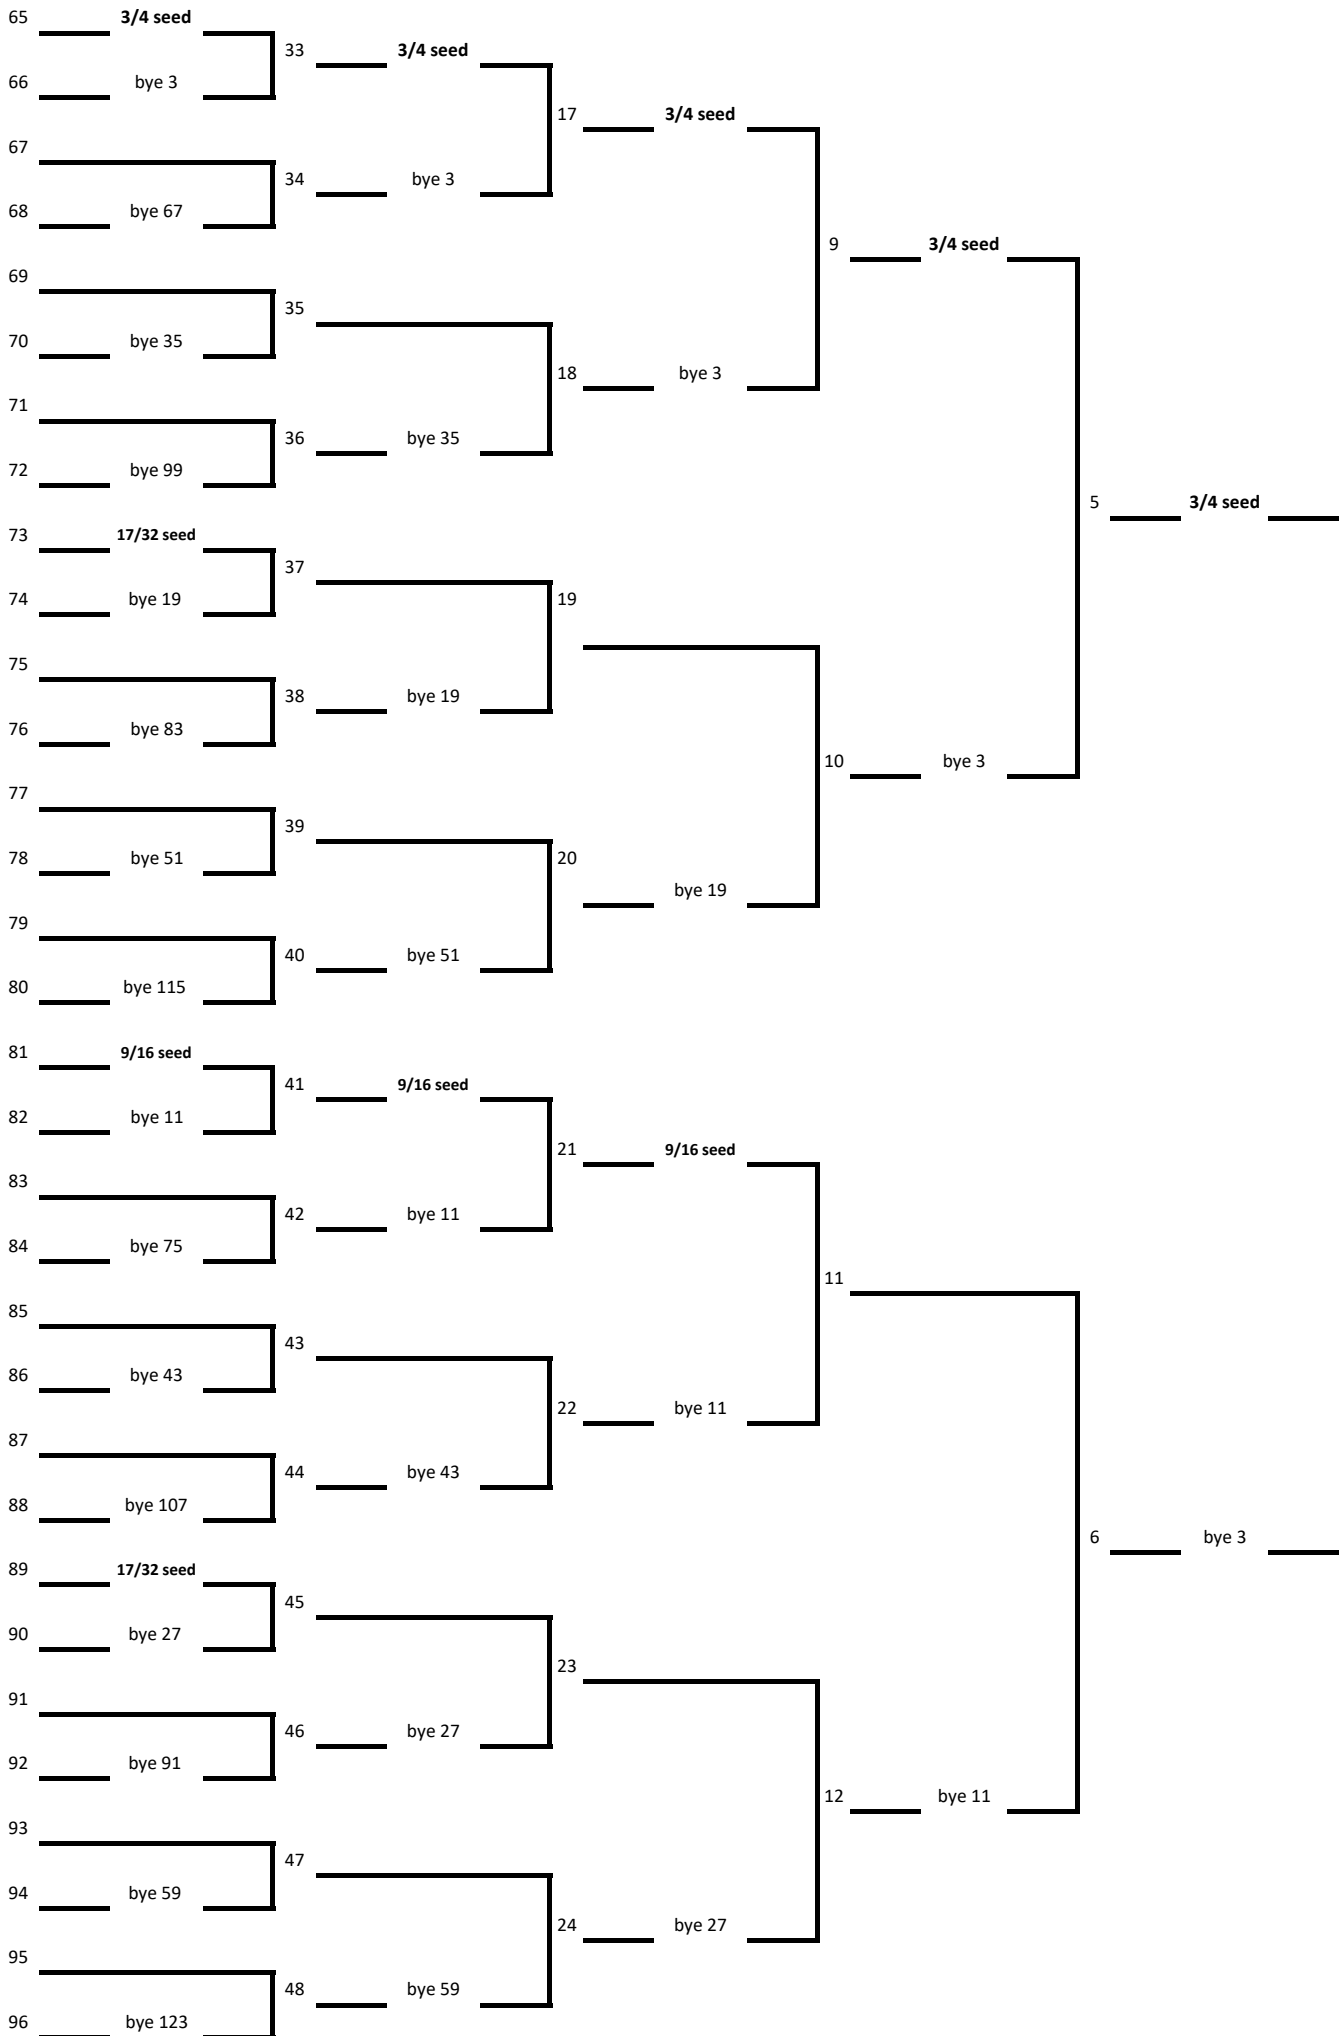 65 3/4 seed
33 3/4 seed
66 bye 3
17 3/4 seed
67
34 bye 3
68 bye 67
9 3/4 seed
69
35
70 bye 35
18 bye 3
71
36 bye 35
72 bye 99
5 3/4 seed
73 17/32 seed
37
74 bye 19
19
75
38 bye 19
76 bye 83
10 bye 3
77
39
78 bye 51
20
bye 19
79
40 bye 51
80 bye 115
81 9/16 seed
41 9/16 seed
82 bye 11
21 9/16 seed
83
42 bye 11
84 bye 75
11
85
43
86 bye 43
22 bye 11
87
44 bye 43
88 bye 107
6 bye 3
89 17/32 seed
45
90 bye 27
23
91
46 bye 27
92 bye 91
12 bye 11
93
47
94 bye 59
24 bye 27
95
48 bye 59
96 bye 123